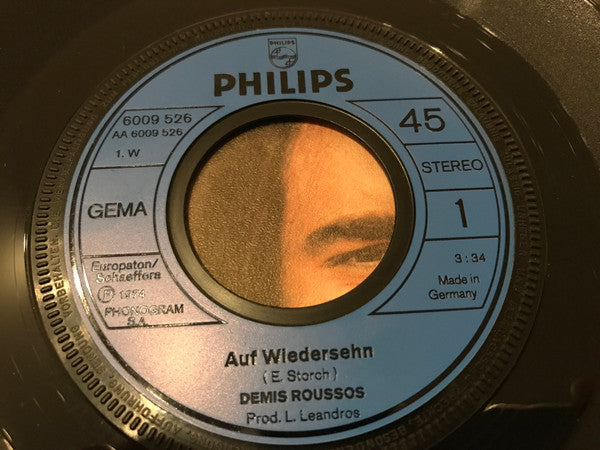 PHILIPS
PHILIPS
6009 526
AA 6009 526
1. W
GEMA
Europaton/
Schaeffers
Ⓟ 1974
PHONOGRAM
S.A.
45
STEREO
1
3:34
Made in
Germany
Auf Wiedersehn
(E. Storch)
DEMIS ROUSSOS
Prod. L. Leandros